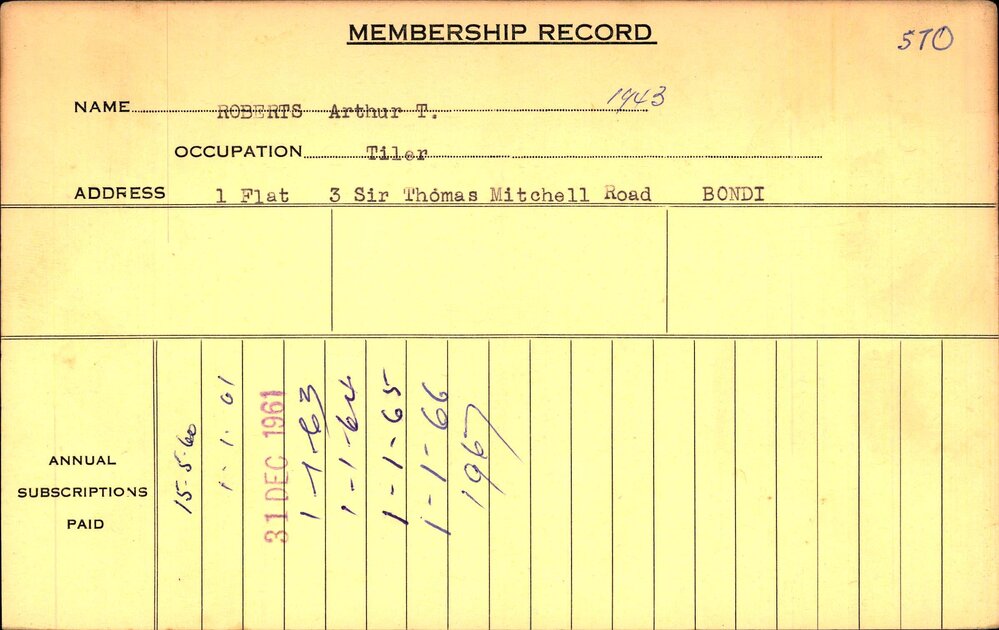 MEMBERSHIP RECORD
5TO
NAME ROBERTS Arthur T. 1943
OCCUPATION Tiler
ADDRESS 1 Flat 3 Sir Thomas Mitchell Road BONDI
ANNUAL
SUBSCRIPTIONS
PAID
15-5-60
1-1-61
31 DEC 1961
1-1-63
1-1-64
1-1-65
1-1-66
1967